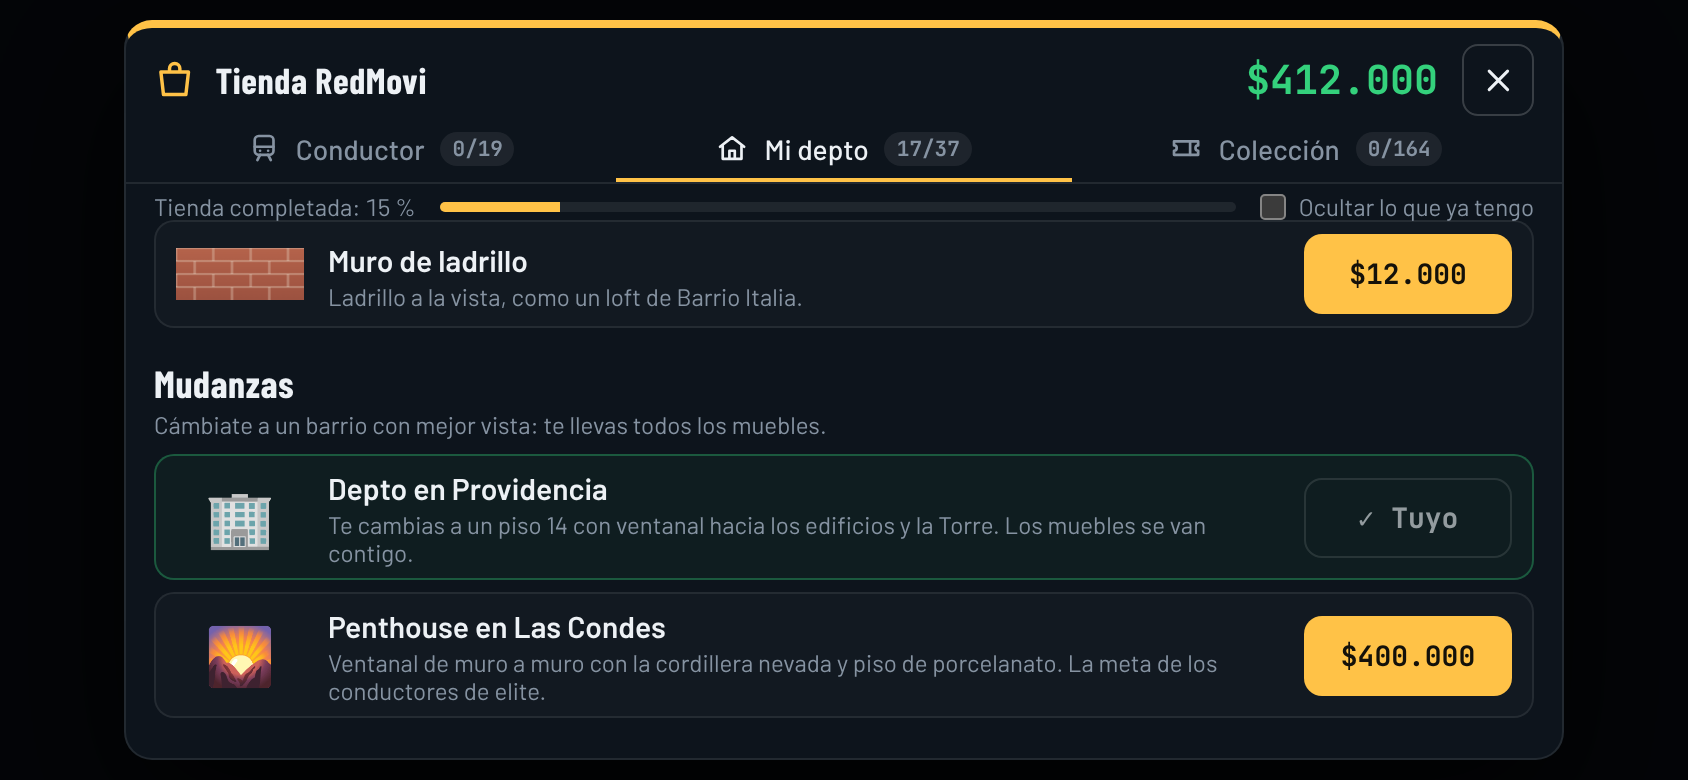 Tienda RedMovi
$412.000
Conductor 0/19
Mi depto 17/37
Colección 0/164
Tienda completada: 15 %
Ocultar lo que ya tengo
Muro de ladrillo
Ladrillo a la vista, como un loft de Barrio Italia.
$12.000
Mudanzas
Cámbiate a un barrio con mejor vista: te llevas todos los muebles.
Depto en Providencia
Te cambias a un piso 14 con ventanal hacia los edificios y la Torre. Los muebles se van
contigo.
✓ Tuyo
Penthouse en Las Condes
Ventanal de muro a muro con la cordillera nevada y piso de porcelanato. La meta de los
conductores de elite.
$400.000